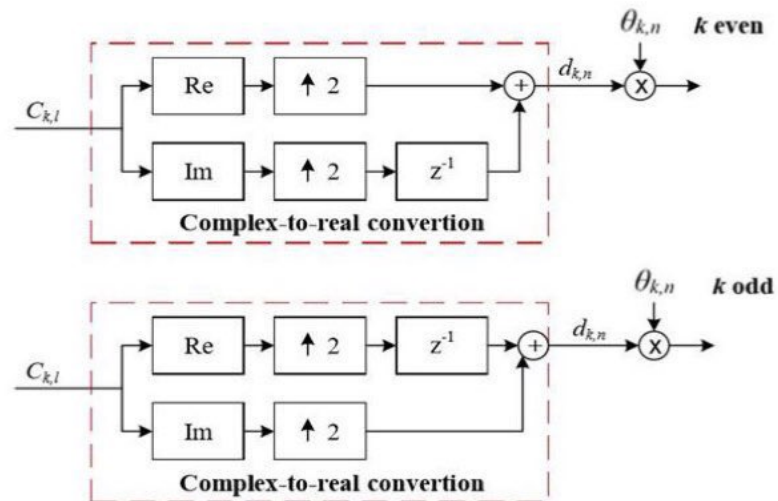 θk,n k even
Re ↑ 2 + dk,n X
Ck,l
Im ↑ 2 z-1
Complex-to-real convertion
θk,n k odd
Re ↑ 2 z-1 + dk,n X
Ck,l
Im ↑ 2
Complex-to-real convertion